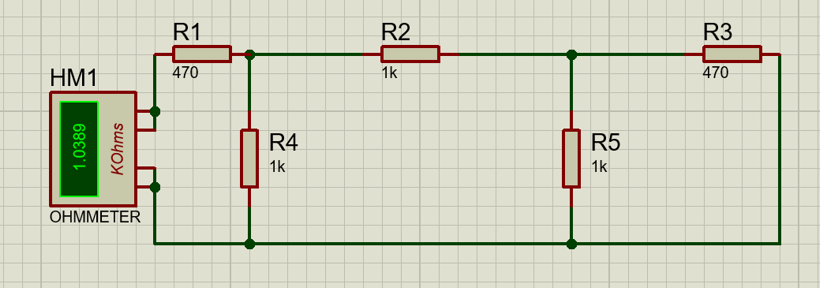 R1
470
R2
1k
R3
470
HM1
1.0389
KOhms
OHMMETER
R4
1k
R5
1k